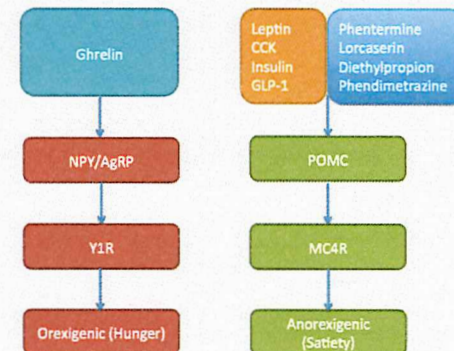 Ghrelin
NPY/AgRP
Y1R
Orexigenic (Hunger)
Leptin
CCK
Insulin
GLP-1
Phentermine
Lorcaserin
Diethylpropion
Phendimetrazine
POMC
MC4R
Anorexigenic
(Satiety)